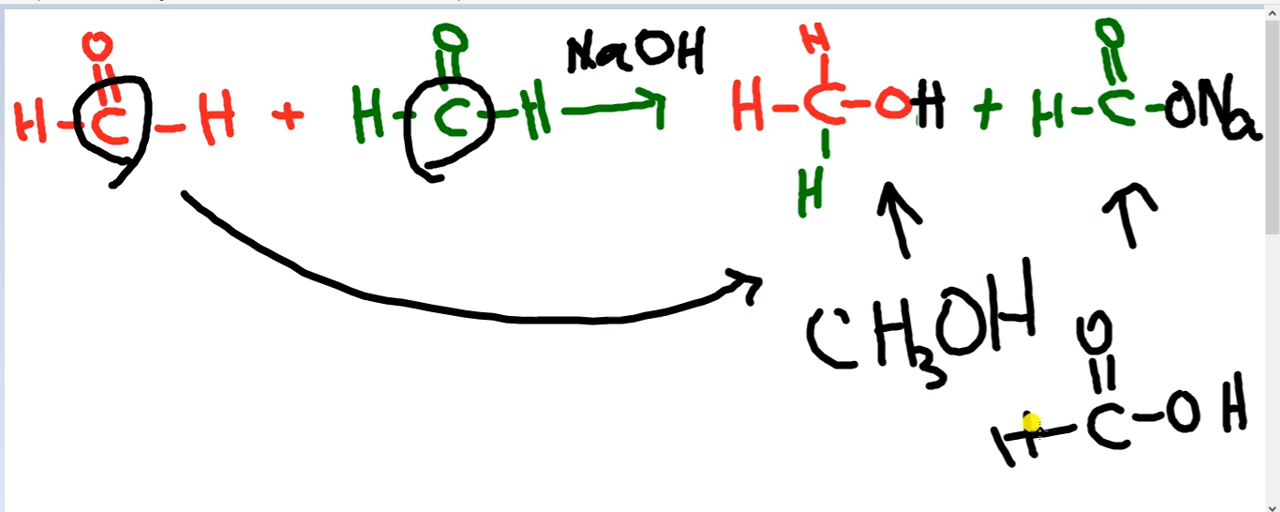 O O NaOH H O
H-C-H + H-C-H → H-C-OH + H-C-ONa
H
CH3OH
O
H-C-OH